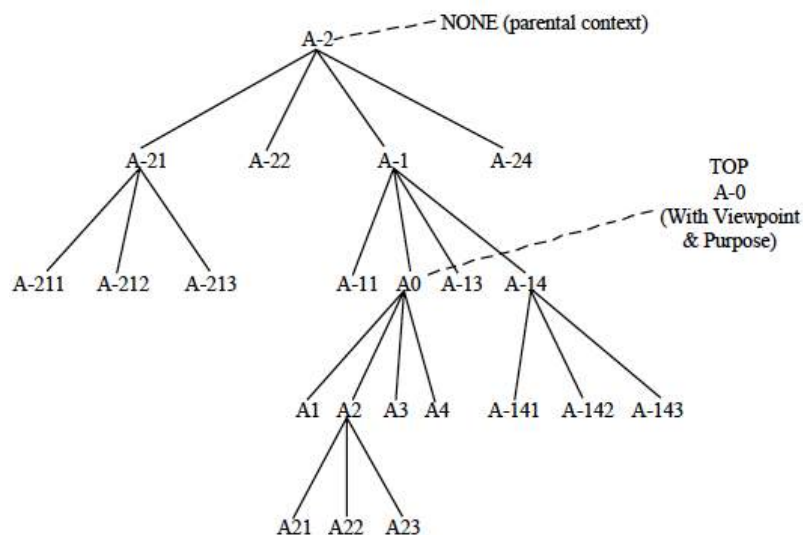 NONE (parental context)
A-2
A-21 A-22 A-1 A-24
TOP
A-0
(With Viewpoint
& Purpose)
A-211 A-212 A-213 A-11 A0 A-13 A-14
A1 A2 A3 A4 A-141 A-142 A-143
A21 A22 A23